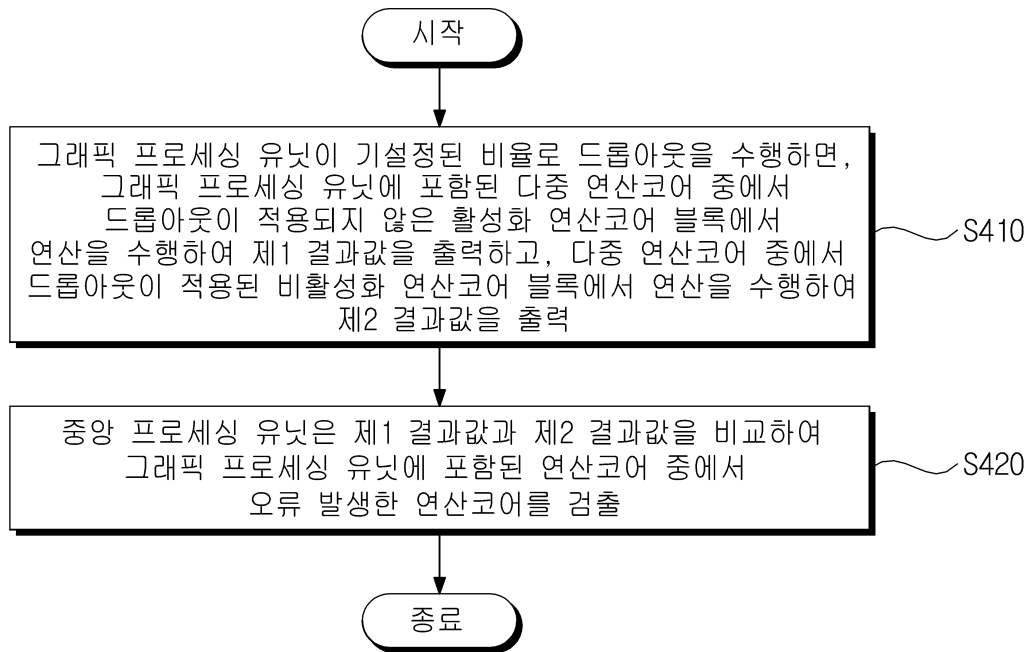 시작
그래픽 프로세싱 유닛이 기설정된 비율로 드롭아웃을 수행하면,
그래픽 프로세싱 유닛에 포함된 다중 연산코어 중에서
드롭아웃이 적용되지 않은 활성화 연산코어 블록에서
연산을 수행하여 제1 결과값을 출력하고, 다중 연산코어 중에서
드롭아웃이 적용된 비활성화 연산코어 블록에서 연산을 수행하여
제2 결과값을 출력
S410
중앙 프로세싱 유닛은 제1 결과값과 제2 결과값을 비교하여
그래픽 프로세싱 유닛에 포함된 연산코어 중에서
오류 발생한 연산코어를 검출
S420
종료